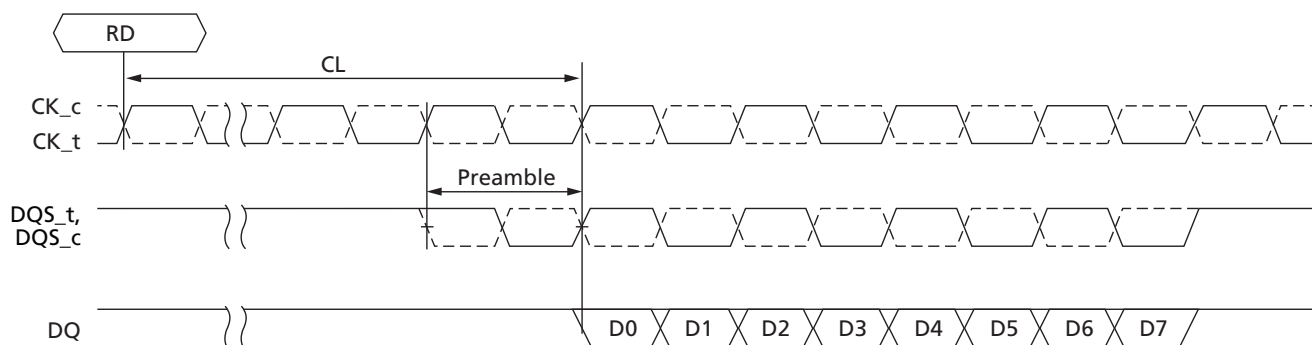 RD
CL
CK_c
CK_t
Preamble
DQS_t,
DQS_c
DQ
D0 D1 D2 D3 D4 D5 D6 D7